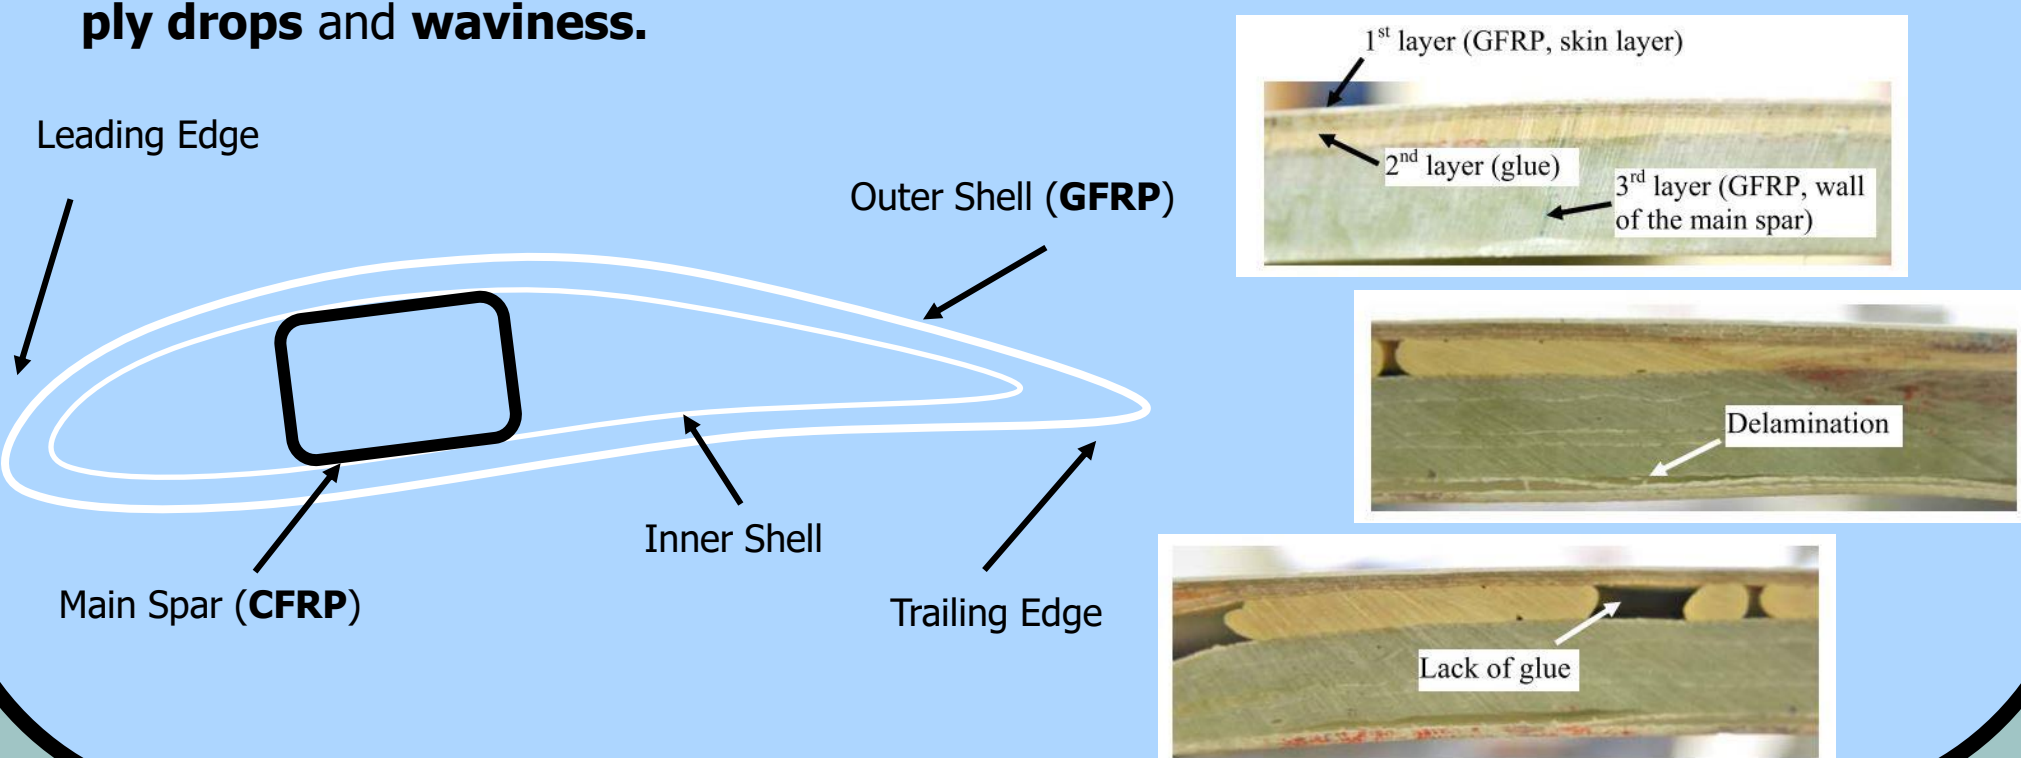 ply drops and waviness.
Leading Edge
Outer Shell (GFRP)
Inner Shell
Main Spar (CFRP)
Trailing Edge
1st layer (GFRP, skin layer)
2nd layer (glue)
3rd layer (GFRP, wall
of the main spar)
Delamination
Lack of glue